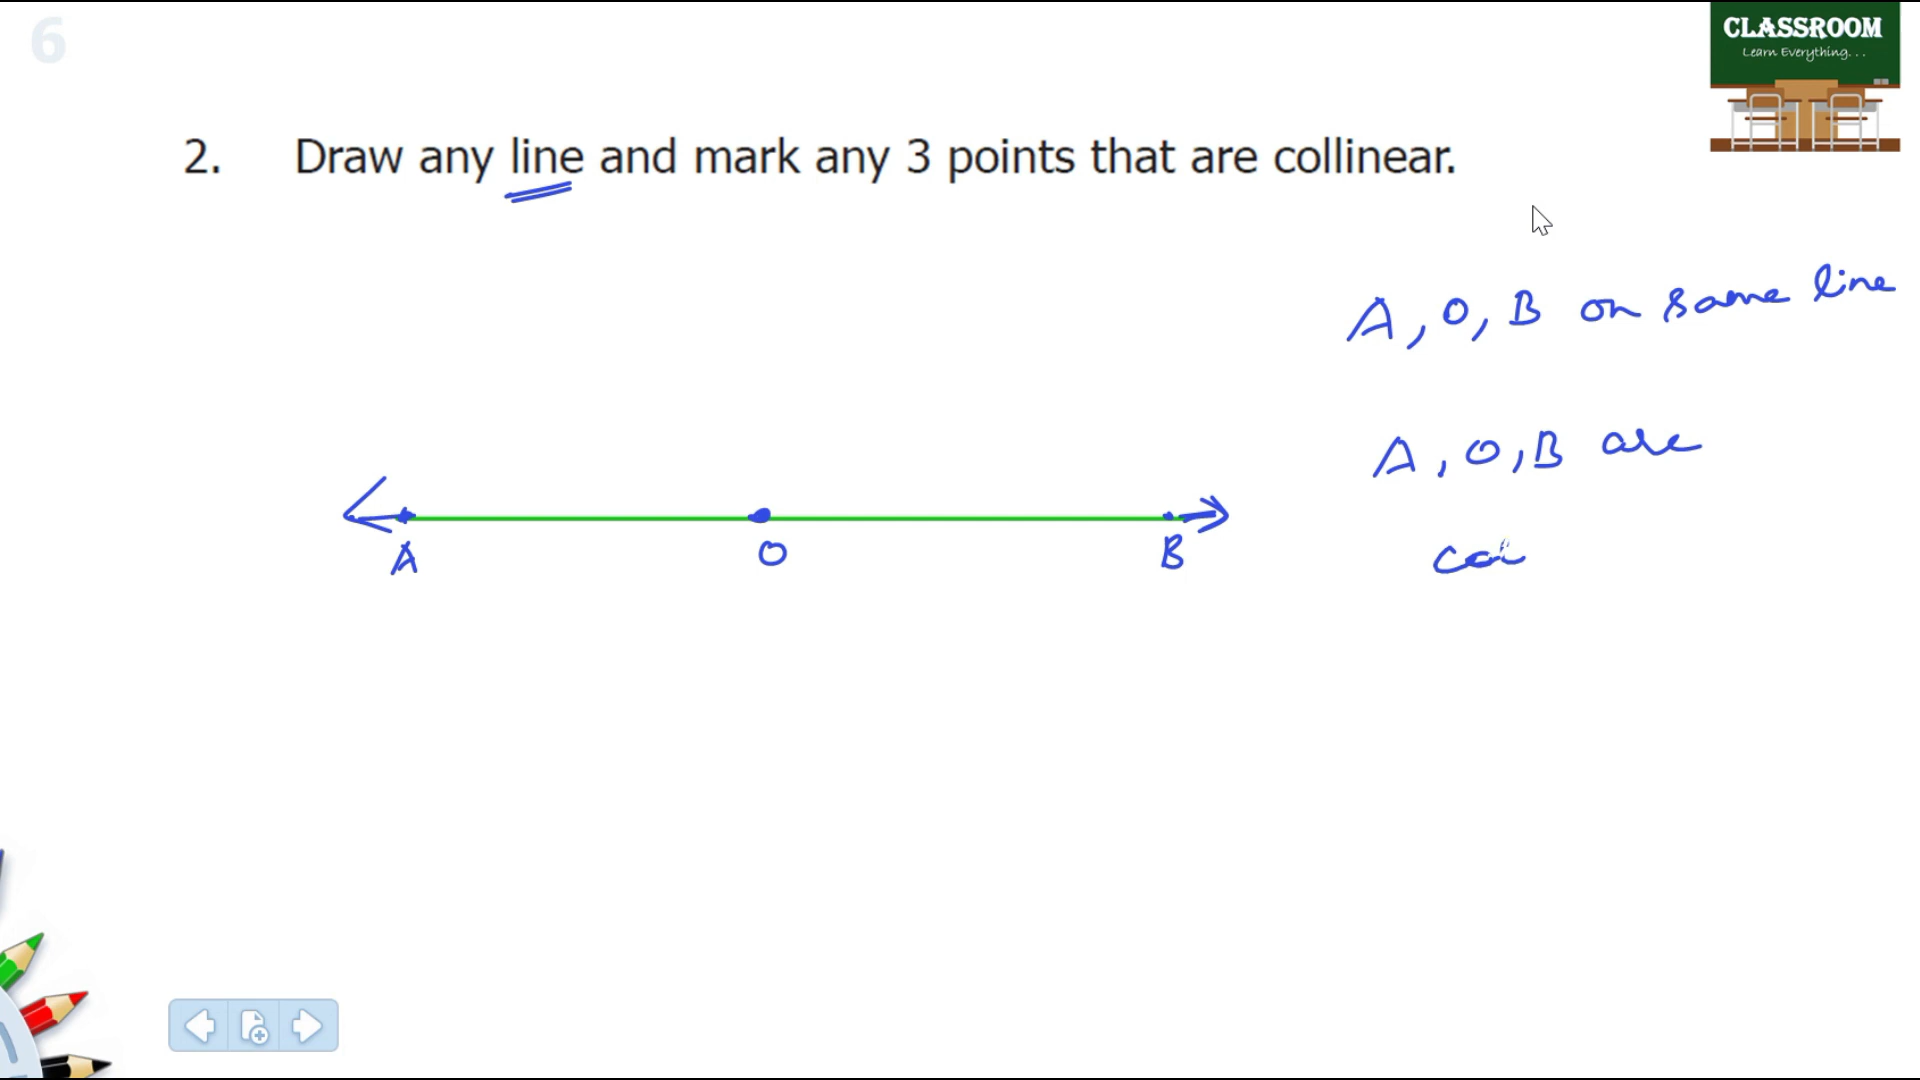 6
CLASSROOM
Learn Everything. . .
2. Draw any line and mark any 3 points that are collinear.
A, O, B on same line
A, O, B are
A O B